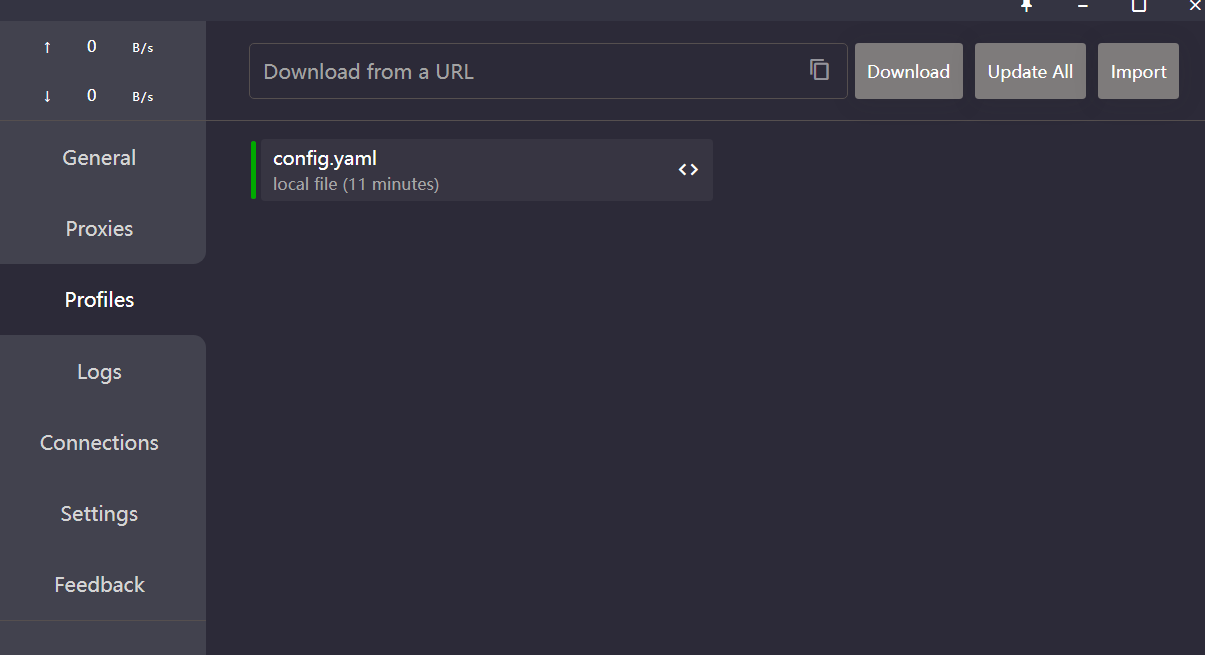 ↑ 0 B/s
↓ 0 B/s
General
Proxies
Profiles
Logs
Connections
Settings
Feedback
Download from a URL
Download
Update All
Import
config.yaml
local file (11 minutes)